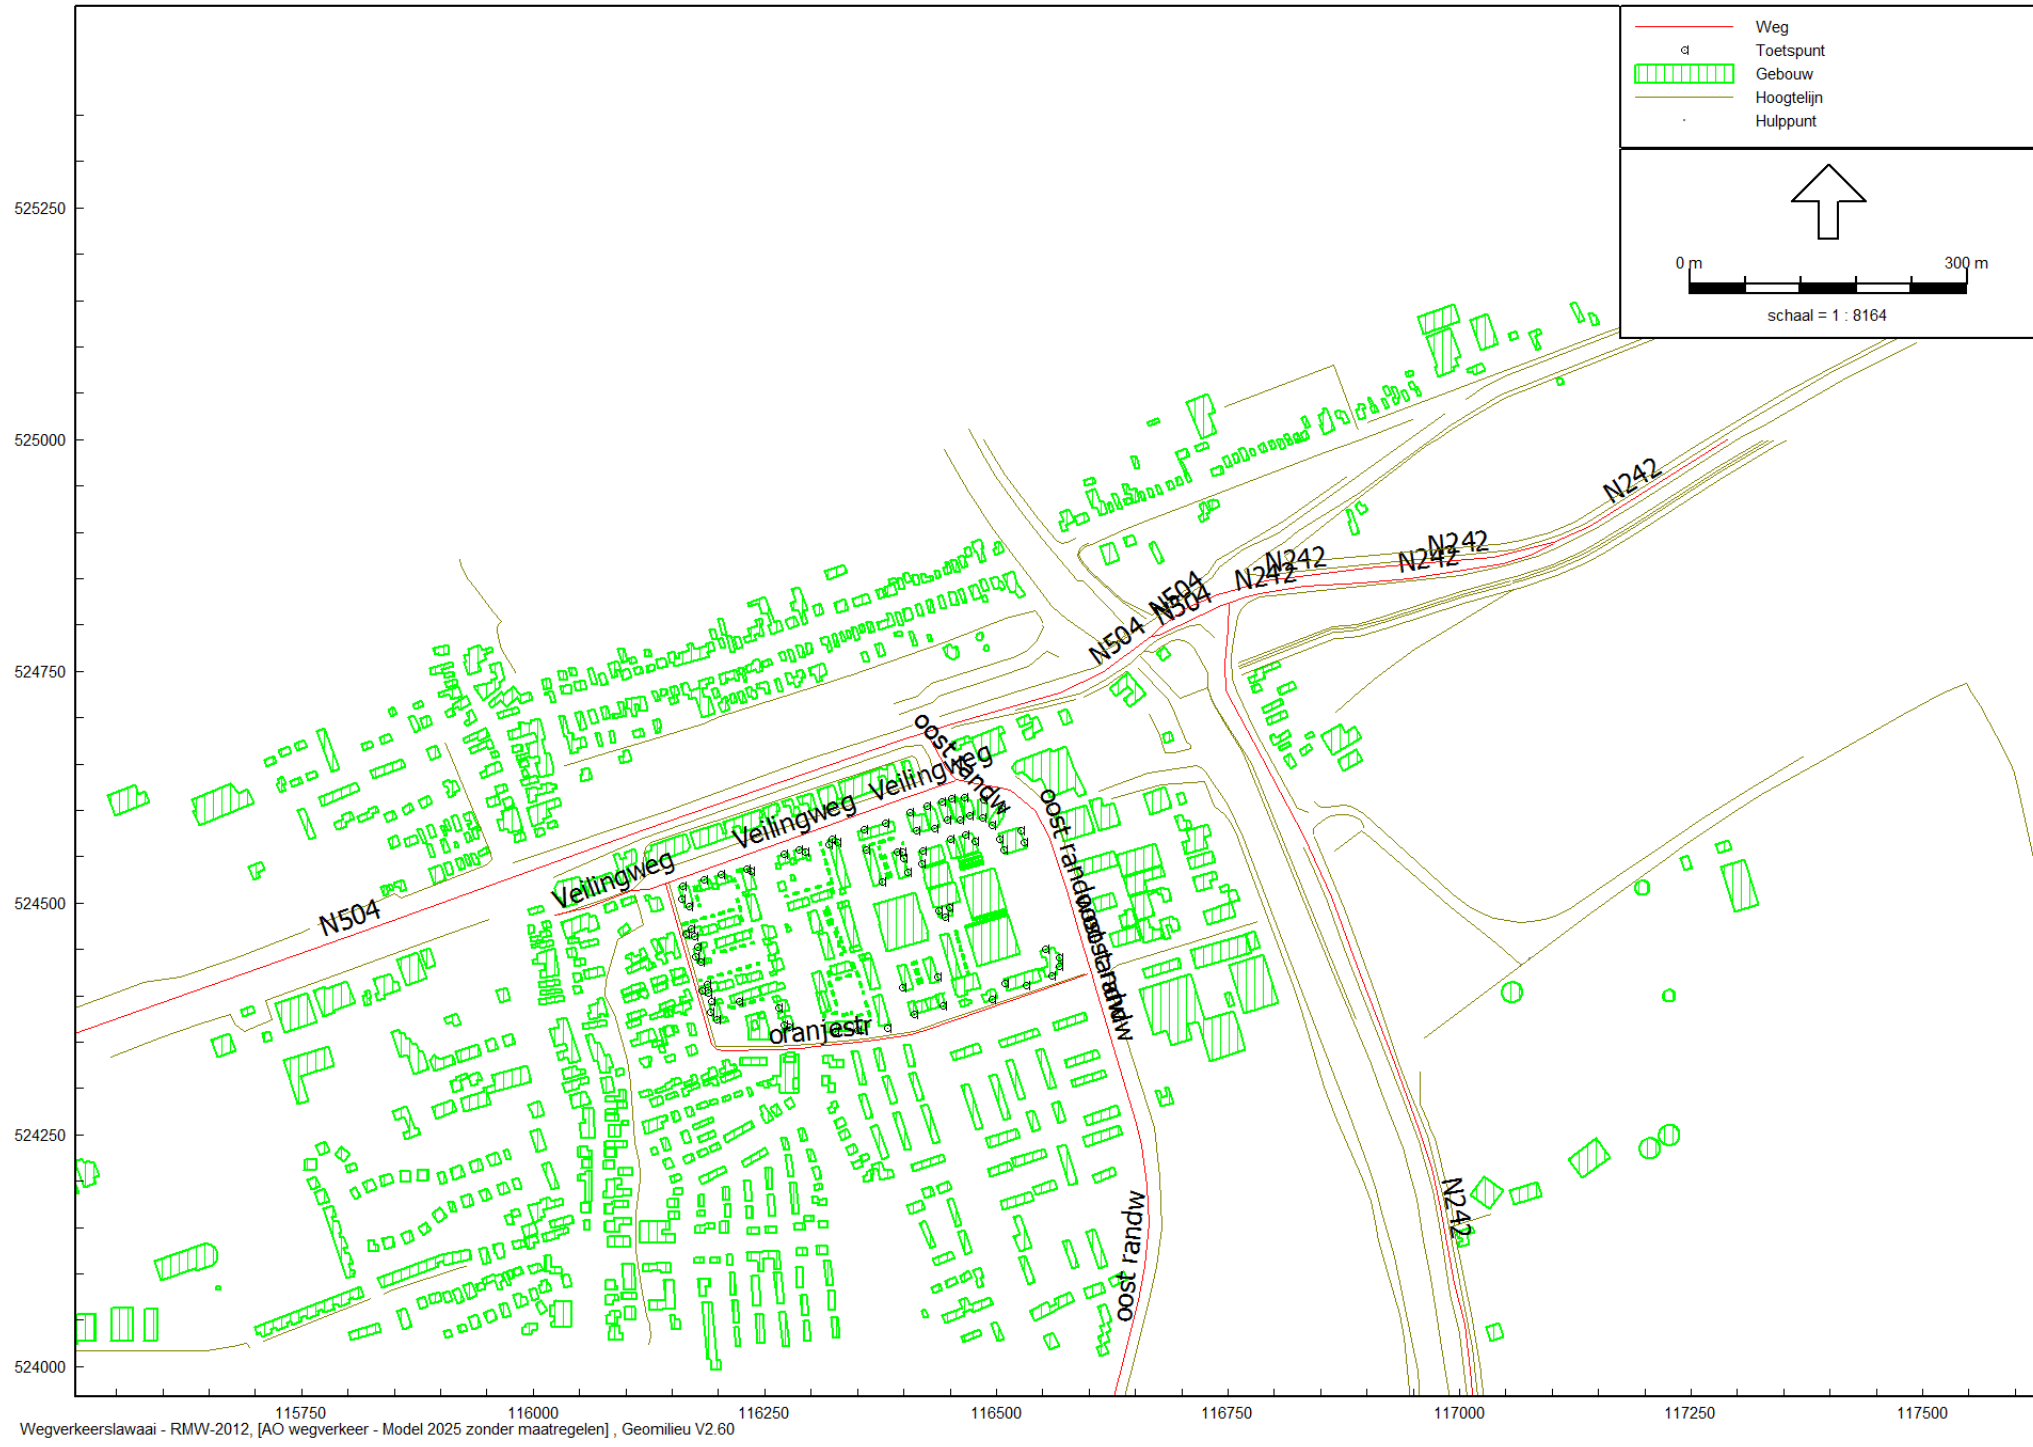 Weg
Toetspunt
Gebouw
Hoogtelijn
Hulppunt
0 m 300 m
schaal = 1 : 8164
525250
525000
524750
524500
524250
524000
N242
N242
N242
N242
N242
N504
N504
N504
oost randw
Veilingweg
Veilingweg
Veilingweg
N504
oost randw
oost randw
oost randw
oranjestr
N242
oost randw
115750 116000 116250 116500 116750 117000 117250 117500
Wegverkeerslawaai - RMW-2012, [AO wegverkeer - Model 2025 zonder maatregelen] , Geomilieu V2.60